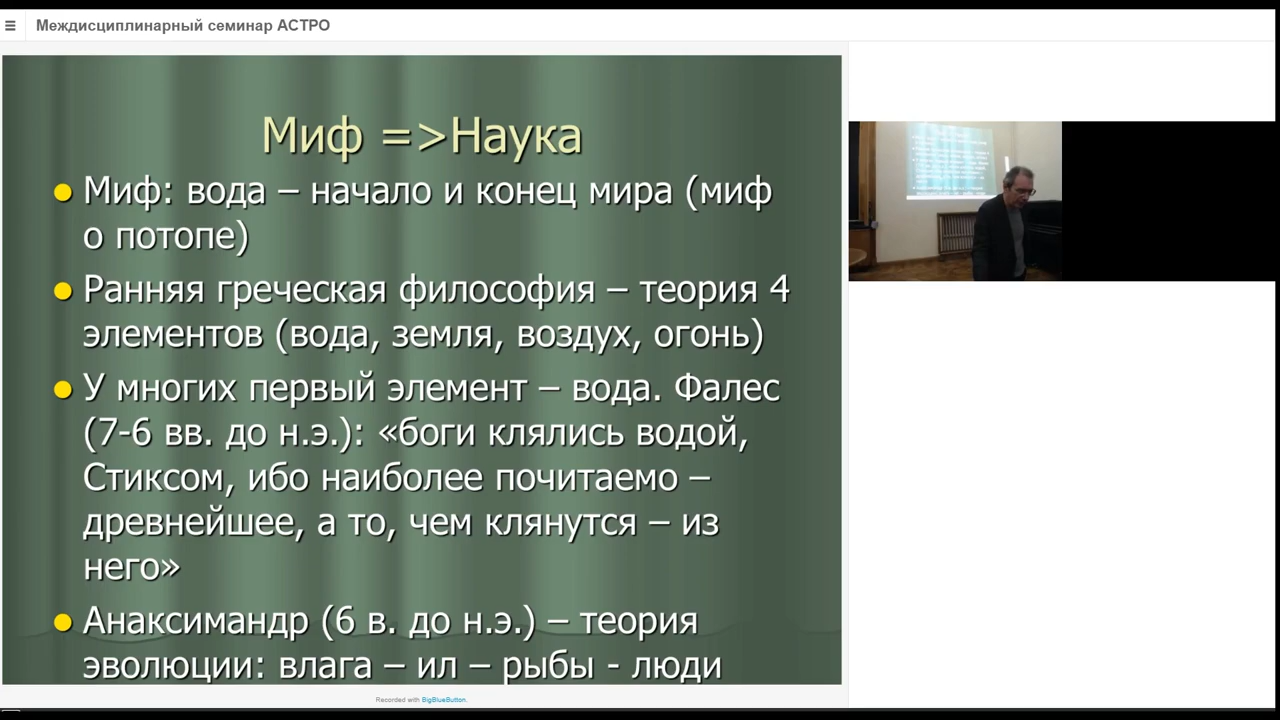 Междисциплинарный семинар АСТРО
Миф =>Наука
Миф: вода – начало и конец мира (миф
о потопе)
Ранняя греческая философия – теория 4
элементов (вода, земля, воздух, огонь)
У многих первый элемент – вода. Фалес
(7-6 вв. до н.э.): «боги клялись водой,
Стиксом, ибо наиболее почитаемо –
древнейшее, а то, чем клянутся – из
него»
Анаксимандр (6 в. до н.э.) – теория
эволюции: влага – ил – рыбы - люди
Recorded with BigBlueButton.